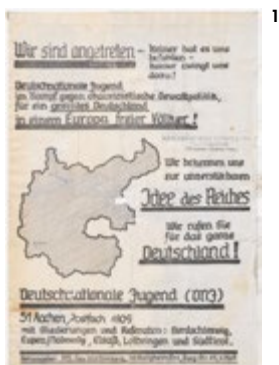 1
Wir sind angetreten – Keiner hat es uns
befohlen –
keiner zwingt uns
dazu!
Deutschnationale Jugend
im Kampf gegen chauvinistische Gewaltpolitik,
für ein geeintes Deutschland
in einem Europa freier Völker!
Wir bekennen uns
zur unzerstörbaren
Idee des Reiches
Wir rufen Sie
für das ganze
Deutschland!
Deutschnationale Jugend (DNJ)
51 Aachen, Postfach 1109
mit Gliederungen und Referaten:
Eupen/Malmedy, Elsaß, Lothringen und Südtirol.